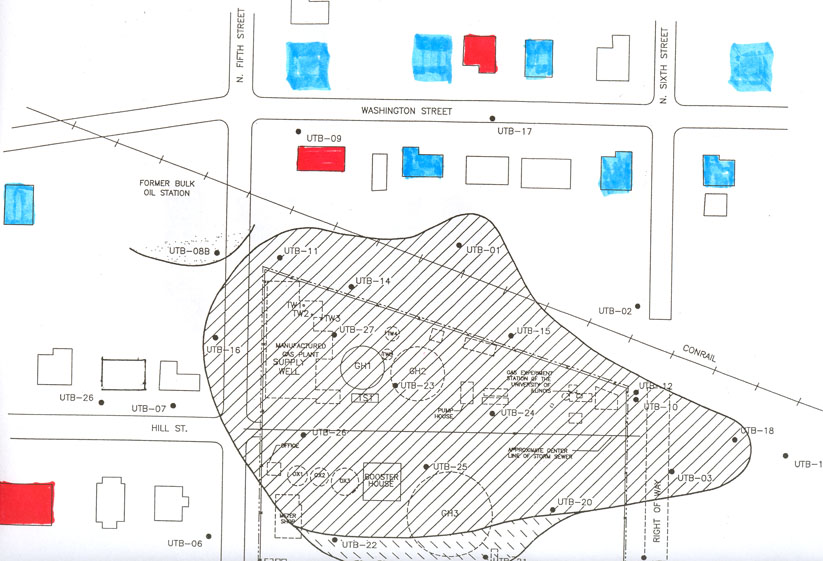 N. FIFTH STREET
N. SIXTH STREET
WASHINGTON STREET
UTB-17
UTB-09
FORMER BULK
OIL STATION
UTB-08B
UTB-11
UTB-01
UTB-14
UTB-02
TW1
TW2
TW3
UTB-27
TW4
UTB-15
UTB-16
MANUFACTURED
GAS PLANT
SUPPLY
WELL
GH1
GH2
CONRAIL
GAS EXPERIMENT
STATION OF THE
UNIVERSITY OF
ILLINOIS
UTB-23
TS1
UTB-26
UTB-07
PUMP
HOUSE
UTB-24
UTB-12
UTB-10
HILL ST.
UTB-26
UTB-18
OFFICE
APPROXIMATE CENTER
LINE OF STORM SEWER
UTB-1
UTB-25
UTB-03
OX1
OX2
OX3
BOOSTER
HOUSE
METER
SHOP
GH3
UTB-20
RIGHT OF WAY
UTB-06
UTB-22